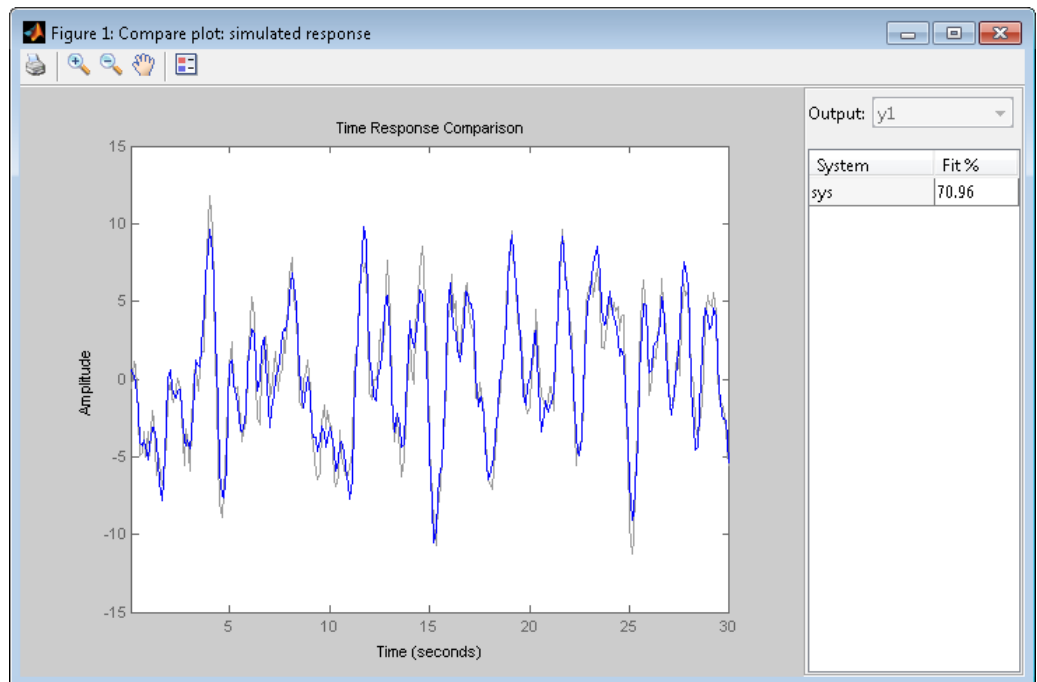 Figure 1: Compare plot: simulated response
Output: y1
Time Response Comparison
System Fit %
sys 70.96
15
10
5
0
-5
-10
-15
Amplitude
5 10 15 20 25 30
Time (seconds)